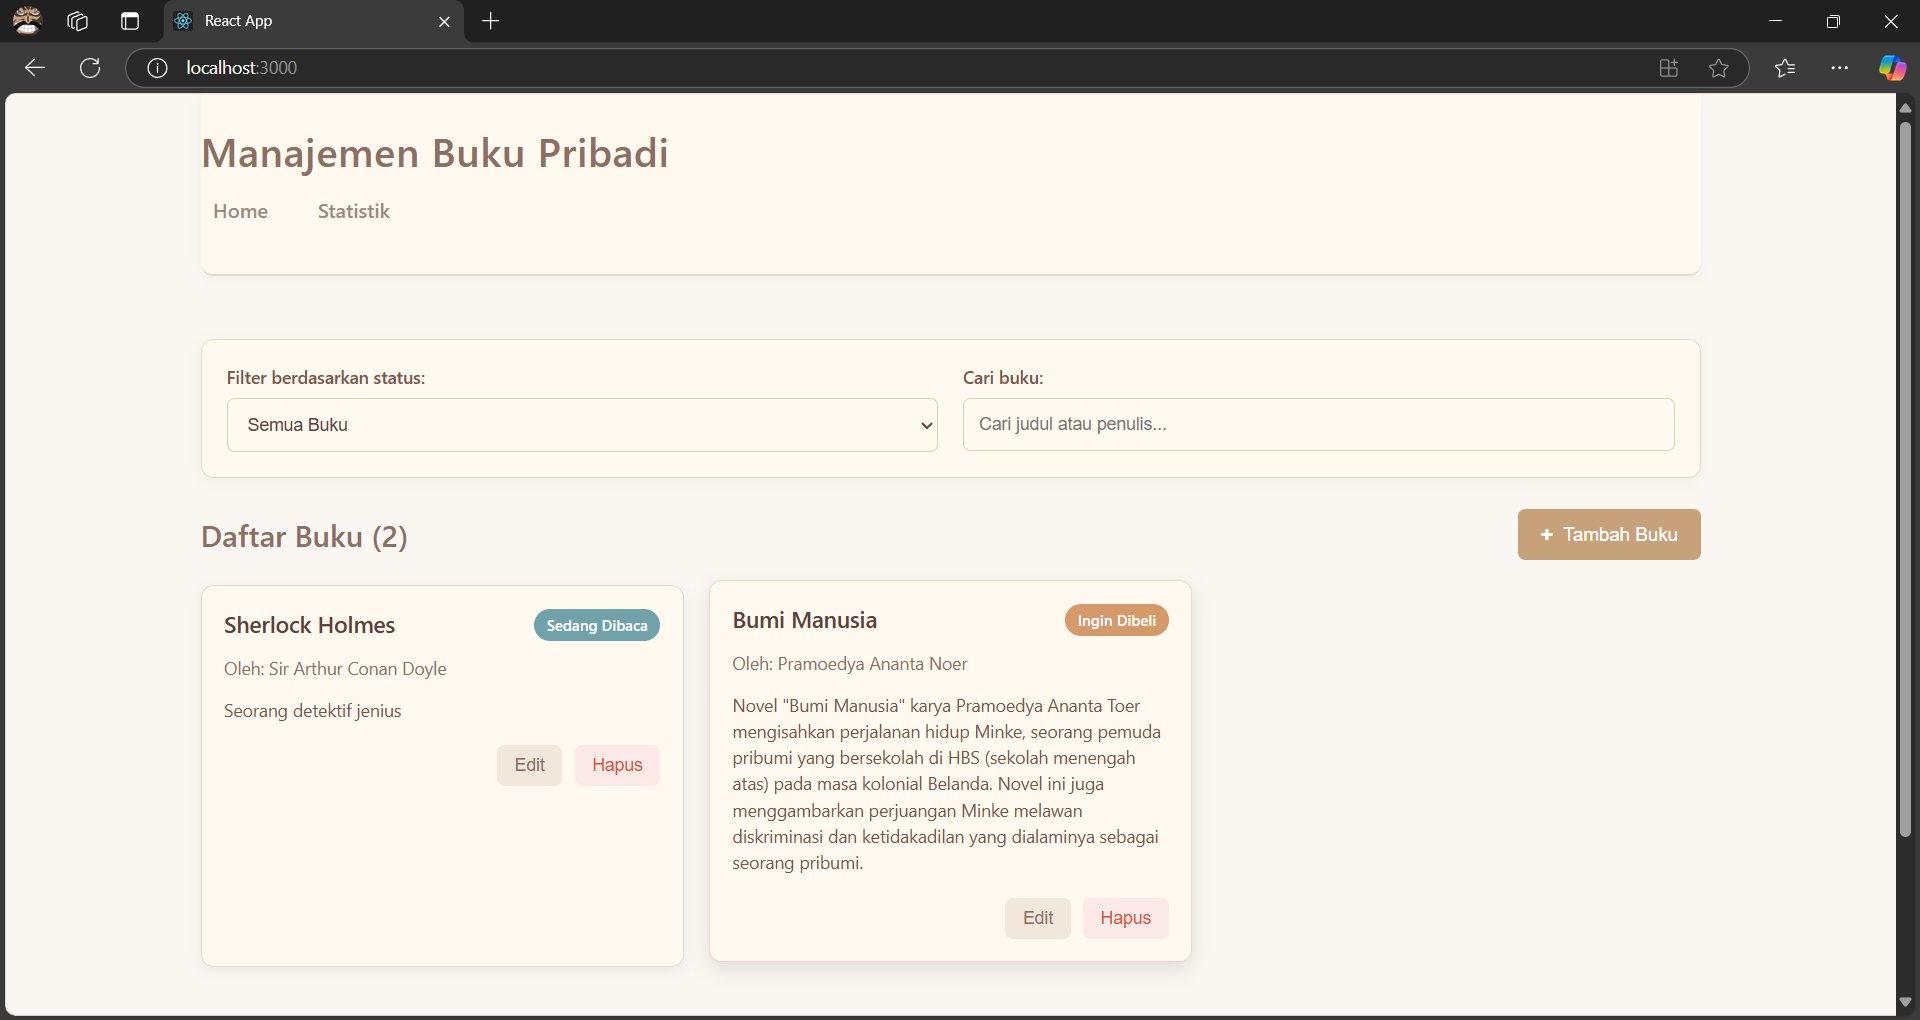 React App
localhost:3000
Manajemen Buku Pribadi
Home Statistik
Filter berdasarkan status:
Semua Buku
Cari buku:
Cari judul atau penulis...
Daftar Buku (2)
+ Tambah Buku
Sherlock Holmes
Sedang Dibaca
Oleh: Sir Arthur Conan Doyle
Seorang detektif jenius
Edit Hapus
Bumi Manusia
Ingin Dibeli
Oleh: Pramoedya Ananta Noer
Novel "Bumi Manusia" karya Pramoedya Ananta Toer
mengisahkan perjalanan hidup Minke, seorang pemuda
pribumi yang bersekolah di HBS (sekolah menengah
atas) pada masa kolonial Belanda. Novel ini juga
menggambarkan perjuangan Minke melawan
diskriminasi dan ketidakadilan yang dialaminya sebagai
seorang pribumi.
Edit Hapus